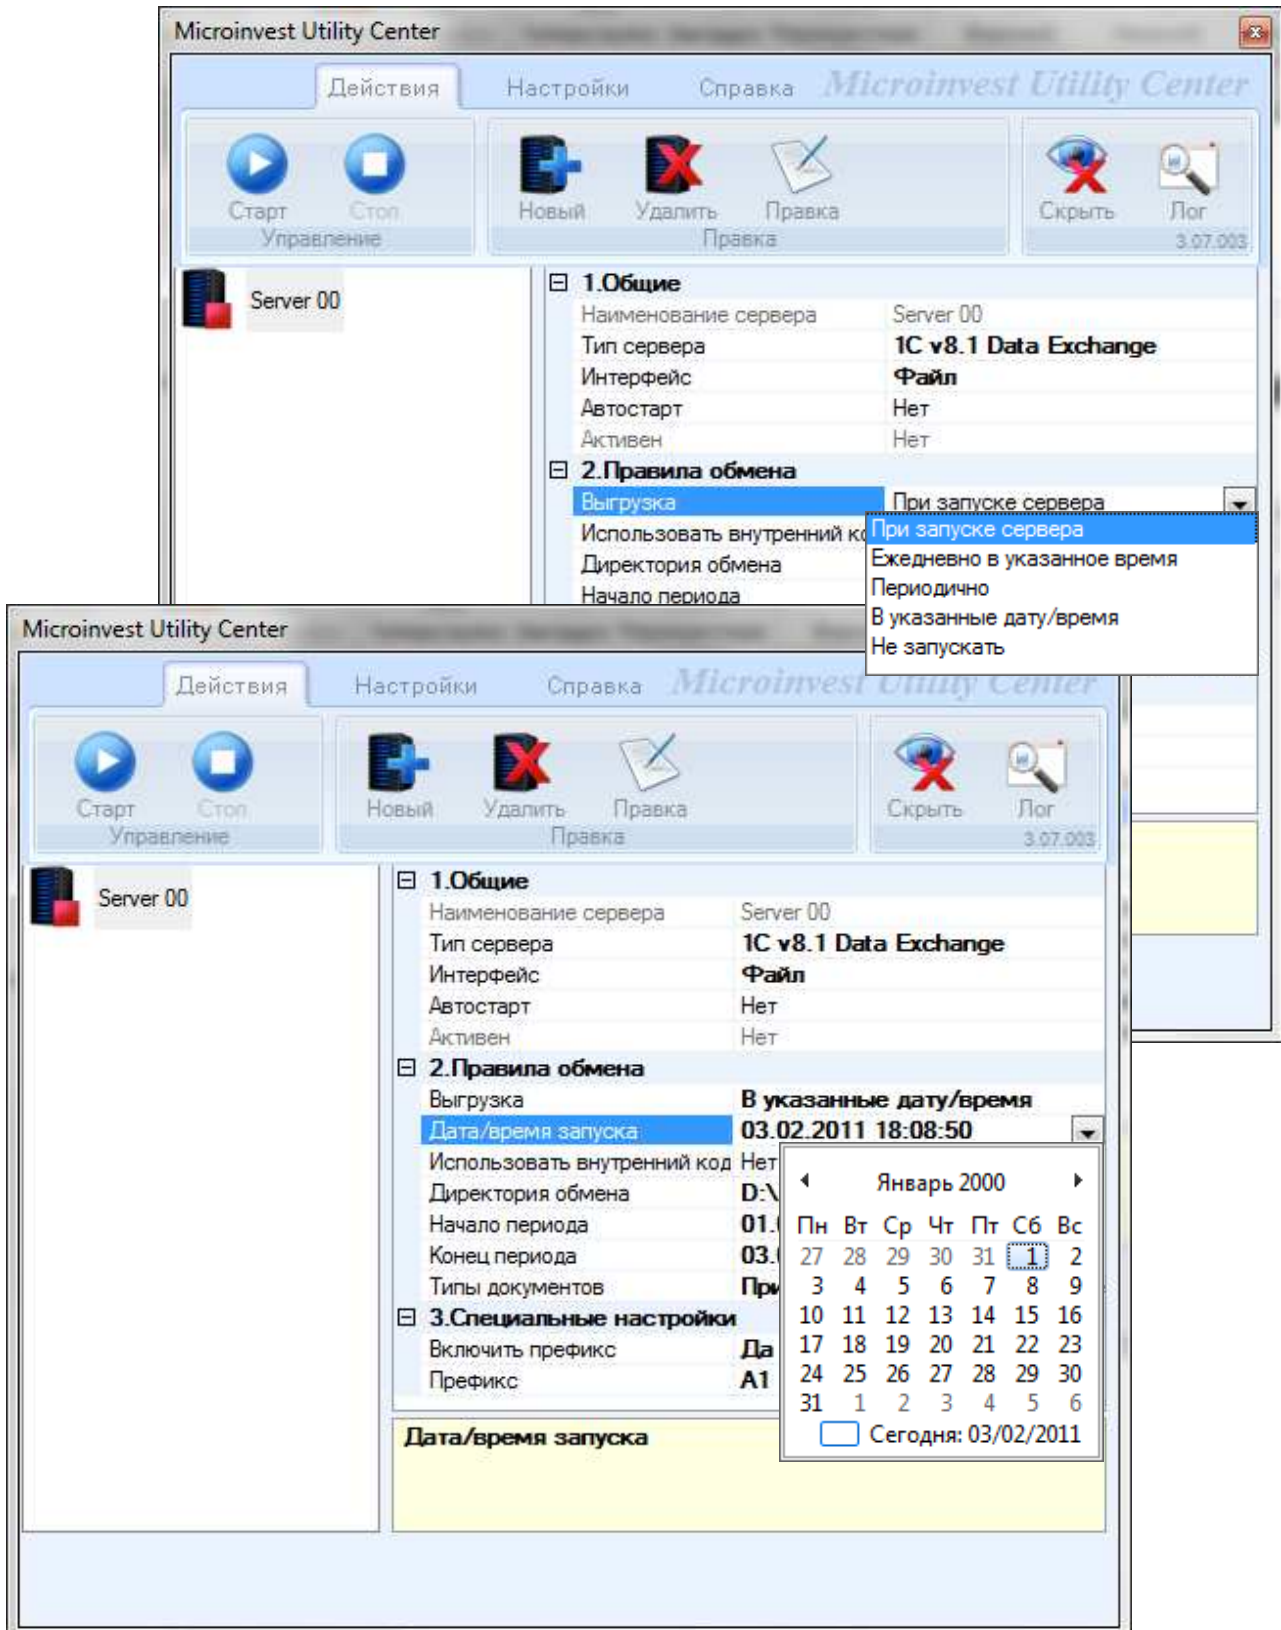 Microinvest Utility Center
Действия Настройки Справка Microinvest Utility Center
Старт Стоп Новый Удалить Правка Скрыть Лог
Управление Правка 3.07.003
Server 00
1.Общие
Наименование сервера Server 00
Тип сервера 1C v8.1 Data Exchange
Интерфейс Файл
Автостарт Нет
Активен Нет
2.Правила обмена
Выгрузка При запуске сервера
Использовать внутренний ко
Директория обмена
Начало периода
При запуске сервера
Ежедневно в указанное время
Периодично
В указанные дату/время
Не запускать
Microinvest Utility Center
Действия Настройки Справка Microinvest Utility Center
Старт Стоп Новый Удалить Правка Скрыть Лог
Управление Правка 3.07.003
Server 00
1.Общие
Наименование сервера Server 00
Тип сервера 1C v8.1 Data Exchange
Интерфейс Файл
Автостарт Нет
Активен Нет
2.Правила обмена
Выгрузка В указанные дату/время
Дата/время запуска 03.02.2011 18:08:50
Использовать внутренний код Нет
Директория обмена D:\
Начало периода 01.
Конец периода 03.
Типы документов При
3.Специальные настройки
Включить префикс Да
Префикс A1
Дата/время запуска
Январь 2000
Пн Вт Ср Чт Пт Сб Вс
27 28 29 30 31 1 2
3 4 5 6 7 8 9
10 11 12 13 14 15 16
17 18 19 20 21 22 23
24 25 26 27 28 29 30
31 1 2 3 4 5 6
Сегодня: 03/02/2011